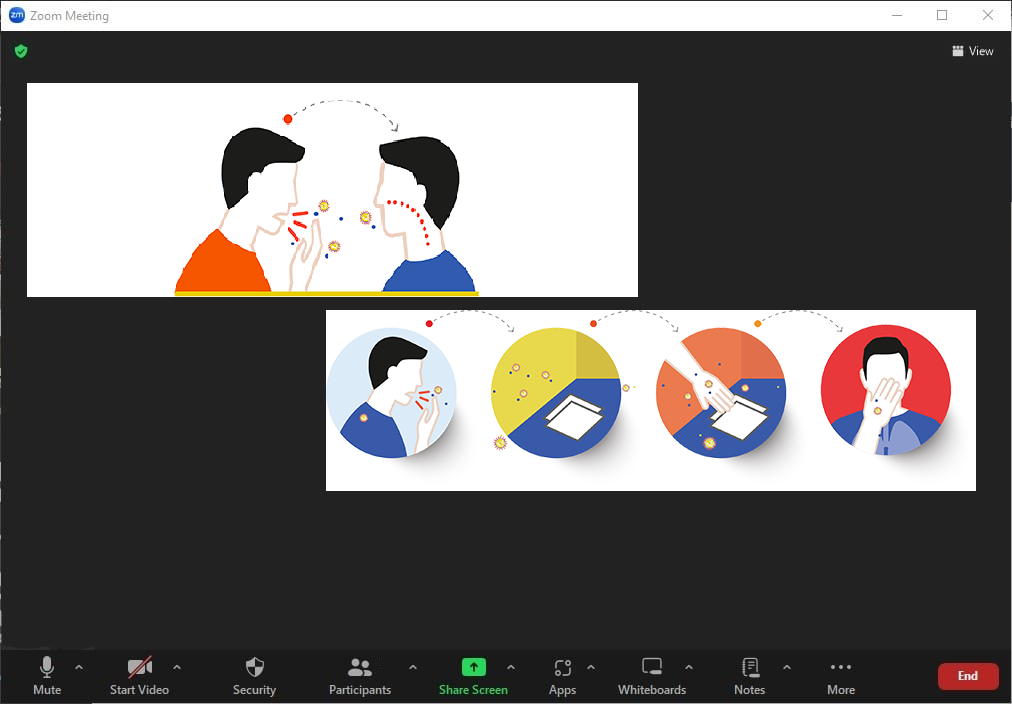 zm Zoom Meeting
View
Mute
Start Video
Security
Participants
Share Screen
Apps
Whiteboards
Notes
More
End